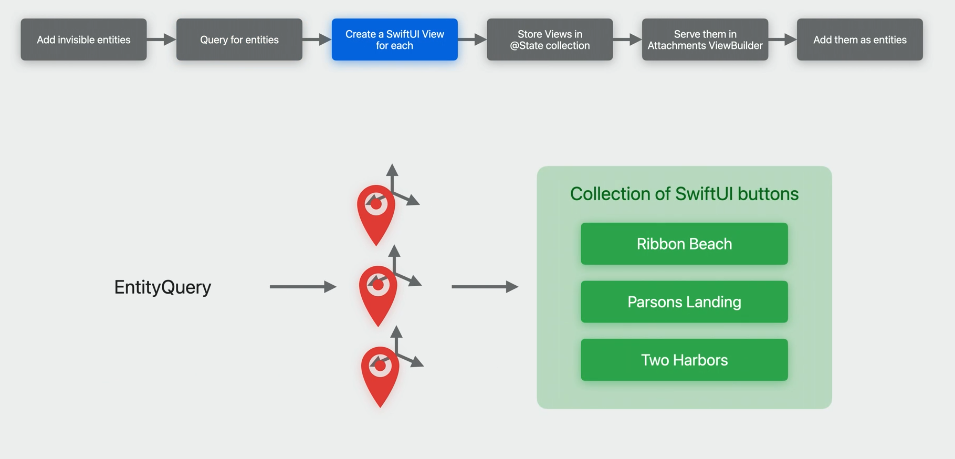 Add invisible entities
Query for entities
Create a SwiftUI View
for each
Store Views in
@State collection
Serve them in
Attachments ViewBuilder
Add them as entities
EntityQuery
Collection of SwiftUI buttons
Ribbon Beach
Parsons Landing
Two Harbors